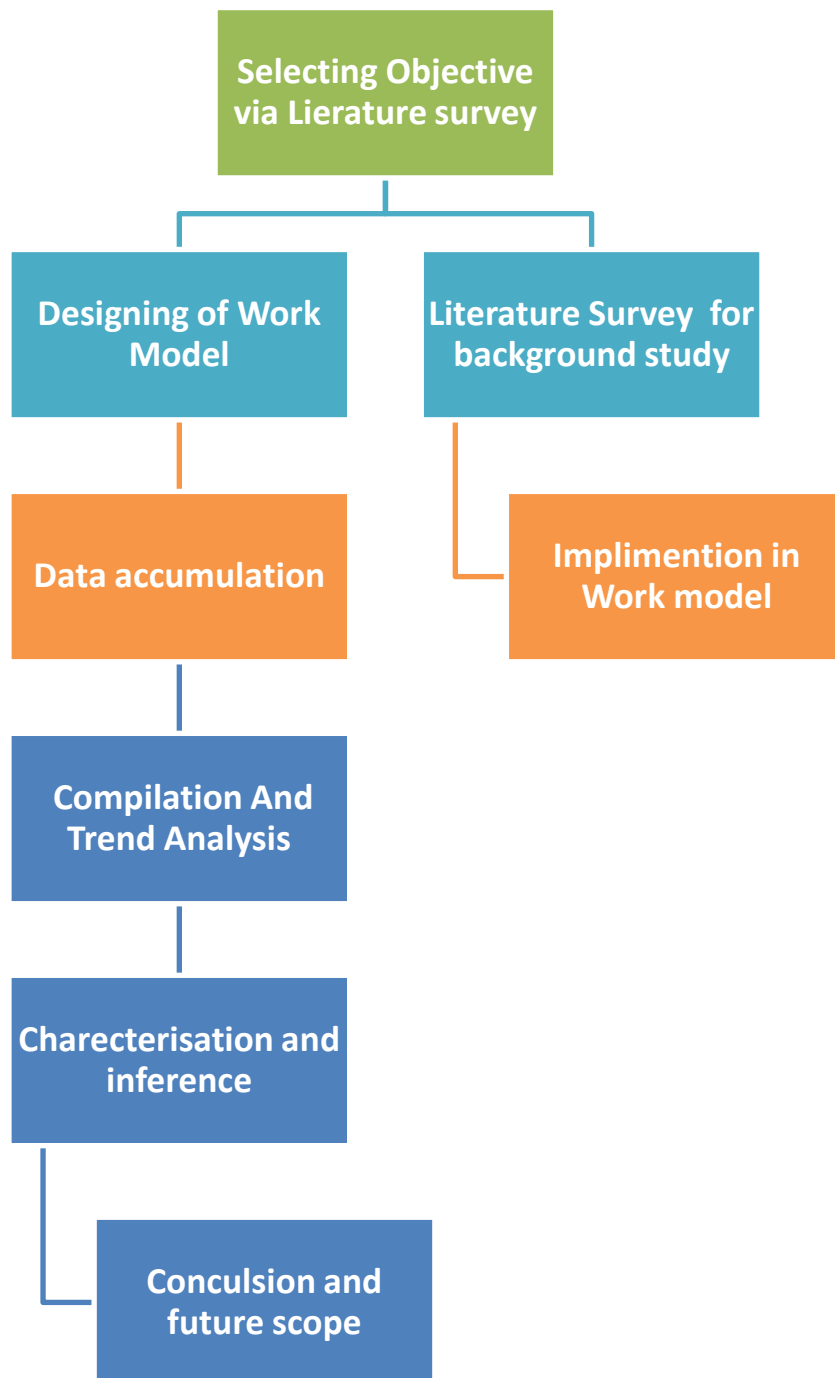 Selecting Objective
via Lierature survey
Designing of Work
Model
Literature Survey for
background study
Data accumulation
Implimention in
Work model
Compilation And
Trend Analysis
Charecterisation and
inference
Conculsion and
future scope